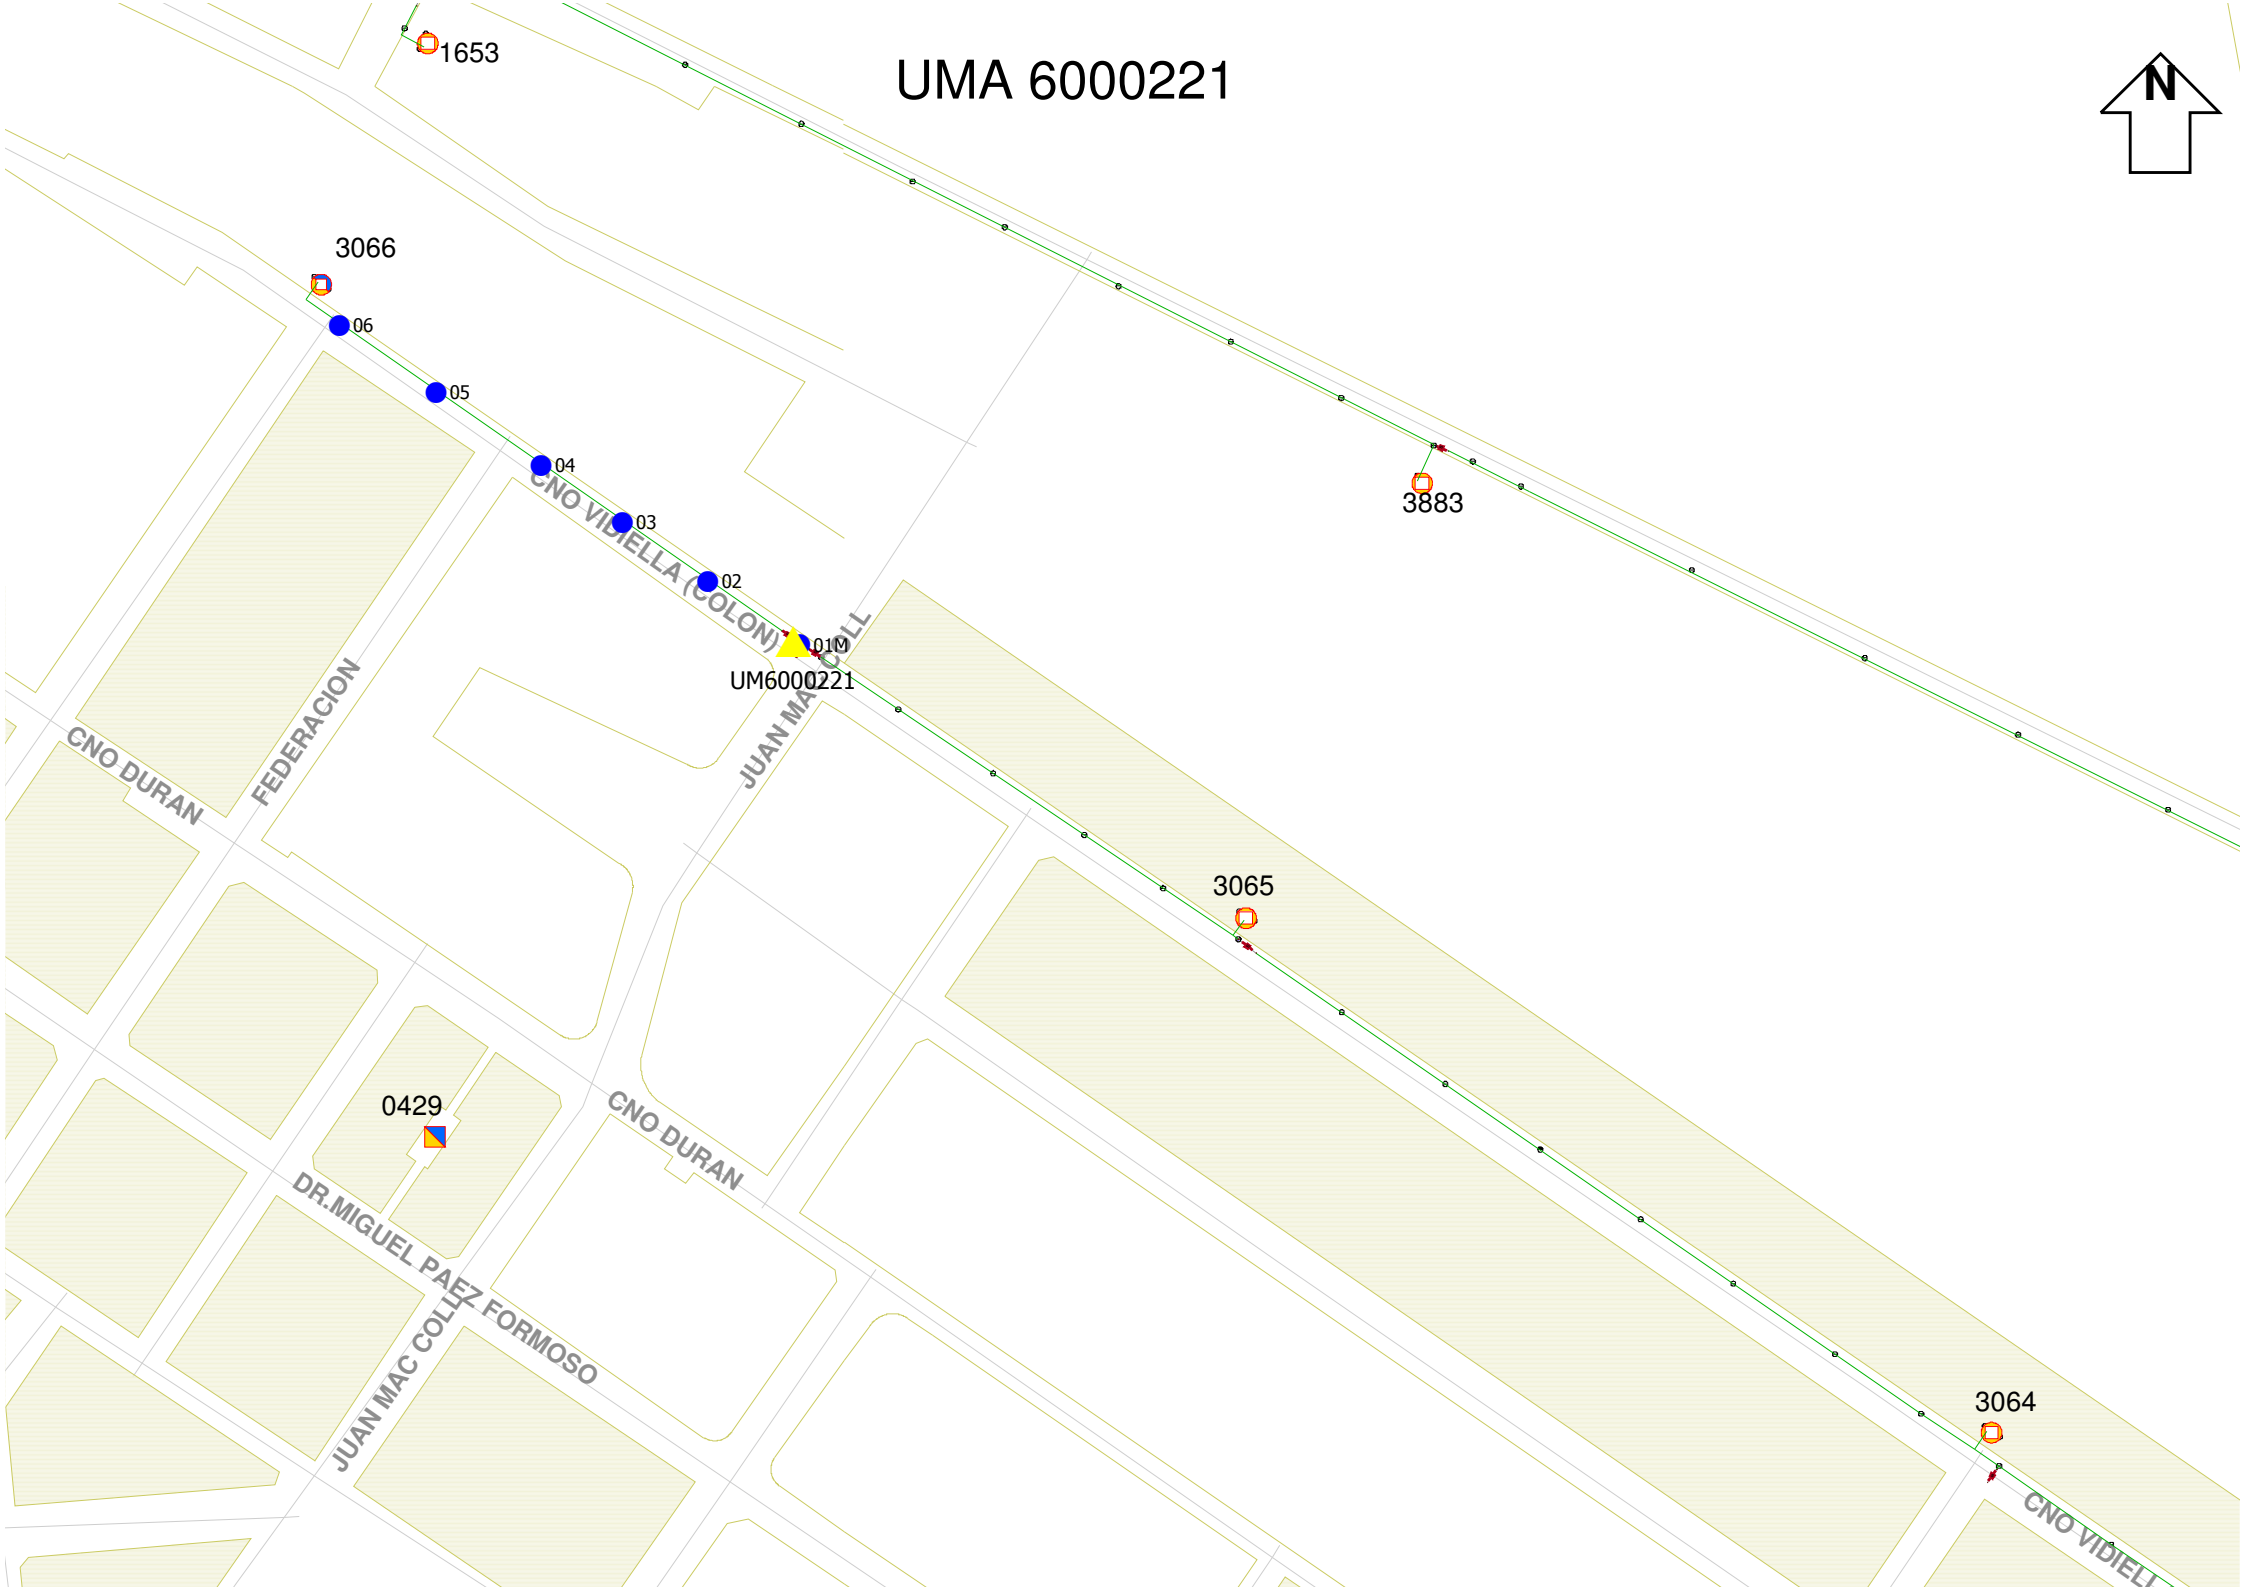 1653
UMA 6000221
N
3066
06
05
04
CNO VIDIELLA (COLON)
03
3883
02
01M
UM6000221
JUAN MAC COLL
FEDERACION
CNO DURAN
3065
0429
CNO DURAN
DR.MIGUEL PAEZ FORMOSO
JUAN MAC COLL
3064
CNO VIDIELL